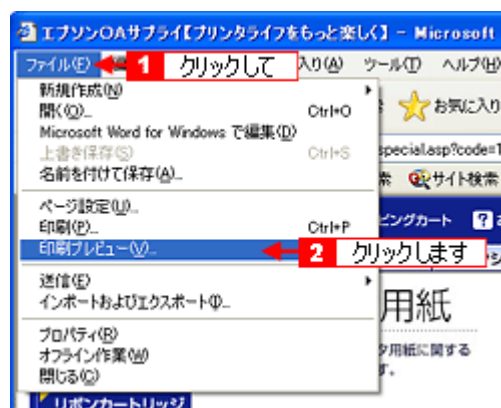 エプソンOAサプライ【プリンタライフをもっと楽しく】 - Microsoft
ファイル(F) 1 クリックして 入り(A) ツール(T) ヘルプ(H)
新規作成(N)
開く(O)... Ctrl+O
お気に入り
Microsoft Word for Windows で編集(D)
上書き保存(S) Ctrl+S
special.asp?code=1
名前を付けて保存(A)...
索 サイト検索
ページ設定(U)...
印刷(P)... Ctrl+P
ピングカート ?
印刷プレビュー(V)... 2 クリックします
送信(E)
インポートおよびエクスポート(I)...
用紙
プロパティ(R)
オフライン作業(W)
タ用紙に関する
閉じる(C)
す。
リボンカートリッジ